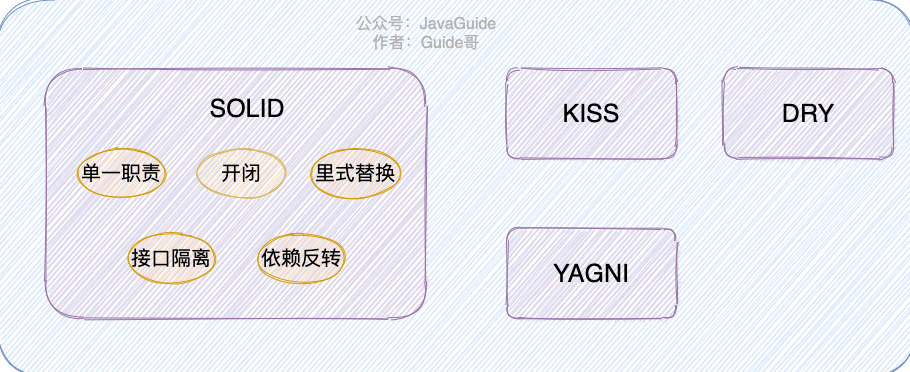 公众号：JavaGuide
作者：Guide哥
SOLID
单一职责
开闭
里式替换
接口隔离
依赖反转
KISS
DRY
YAGNI